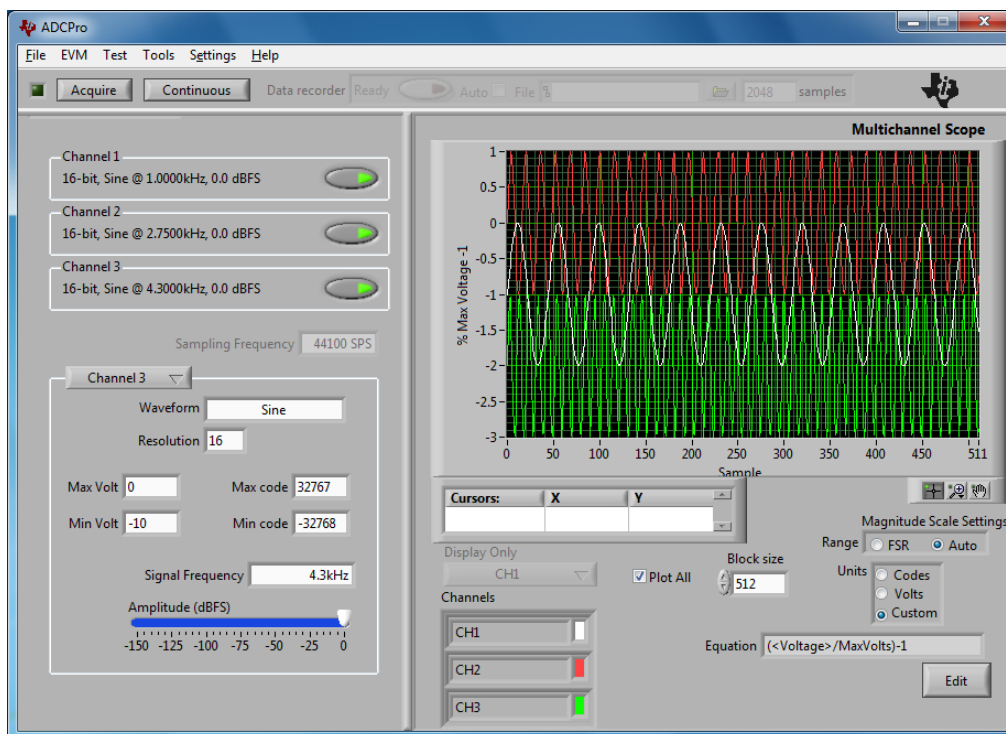 ADCPro
File EVM Test Tools Settings Help
Acquire Continuous Data recorder Ready Auto File % 2048 samples
Channel 1
16-bit, Sine @ 1.0000kHz, 0.0 dBFS
Channel 2
16-bit, Sine @ 2.7500kHz, 0.0 dBFS
Channel 3
16-bit, Sine @ 4.3000kHz, 0.0 dBFS
Sampling Frequency 44100 SPS
Channel 3
Waveform Sine
Resolution 16
Max Volt 0 Max code 32767
Min Volt -10 Min code -32768
Signal Frequency 4.3kHz
Amplitude (dBFS)
-150 -125 -100 -75 -50 -25 0
Multichannel Scope
% Max Voltage -1
1
0.5
0
-0.5
-1
-1.5
-2
-2.5
-3
0 50 100 150 200 250 300 350 400 450 511
Sample
Cursors: X Y
Display Only
CH1
Plot All
Block size
512
Channels
CH1
CH2
CH3
Magnitude Scale Settings
Range FSR Auto
Units Codes
Volts
Custom
Equation (<Voltage>/MaxVolts)-1
Edit